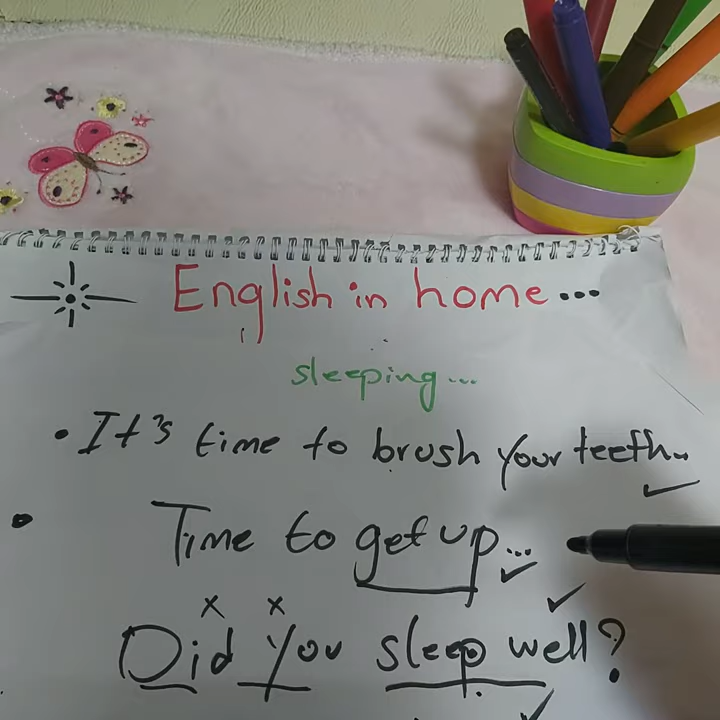 English in home...
sleeping...
• It's time to brush your teeth..
• Time to get up...
Did you sleep well?